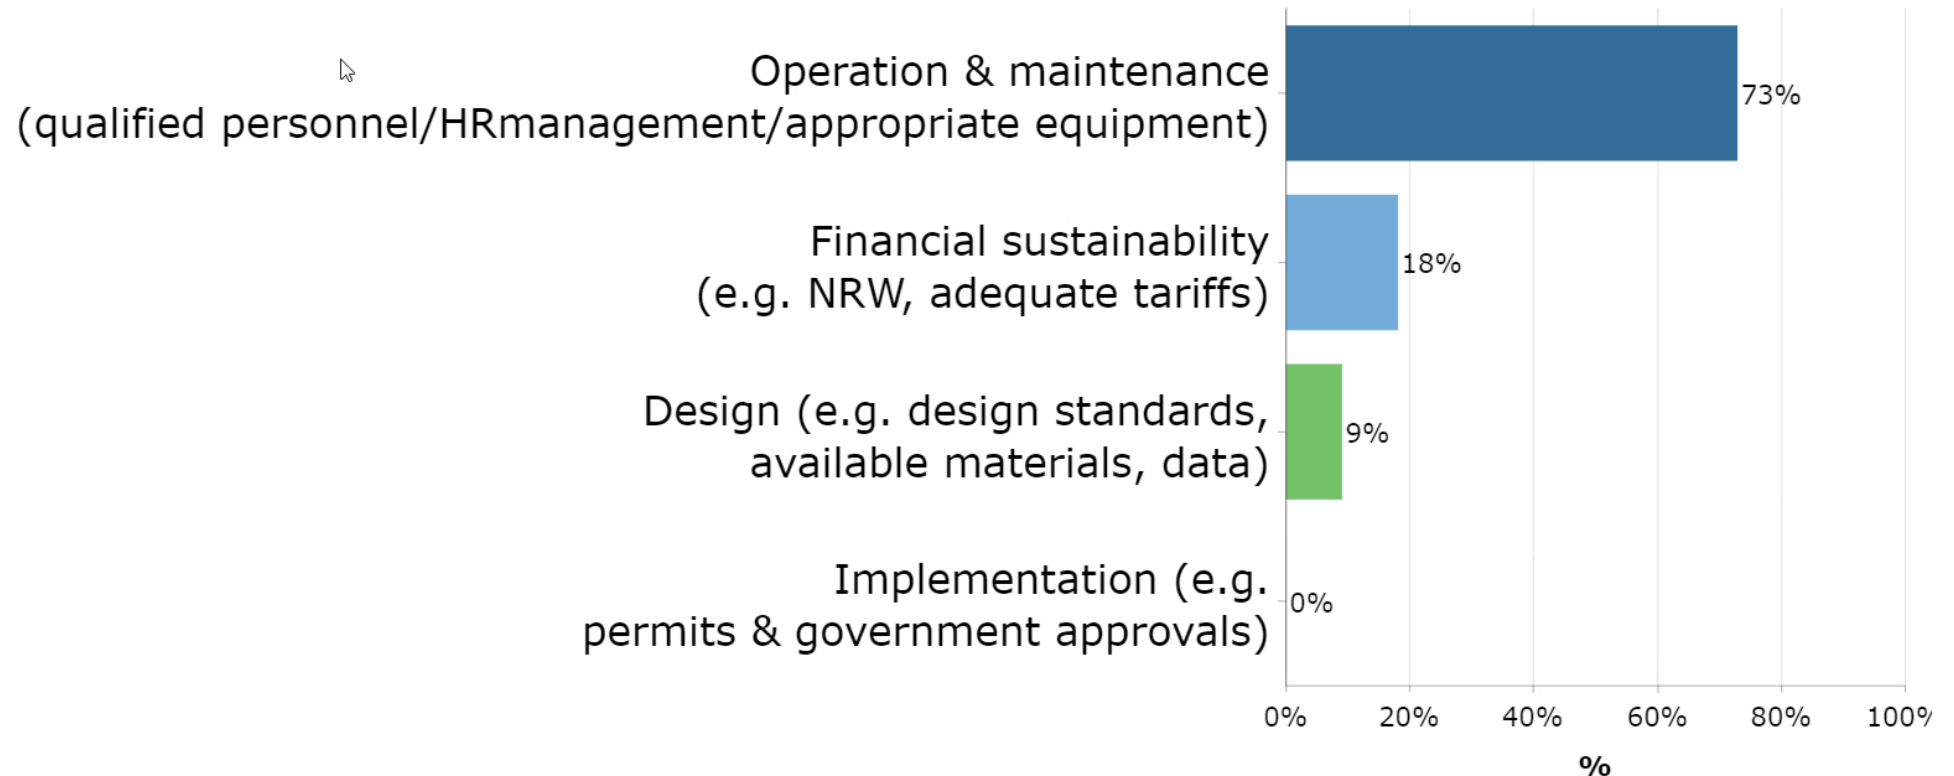 Operation & maintenance
(qualified personnel/HRmanagement/appropriate equipment)
73%
Financial sustainability
(e.g. NRW, adequate tariffs)
18%
Design (e.g. design standards,
available materials, data)
9%
Implementation (e.g.
permits & government approvals)
0%
0% 20% 40% 60% 80% 100%
%